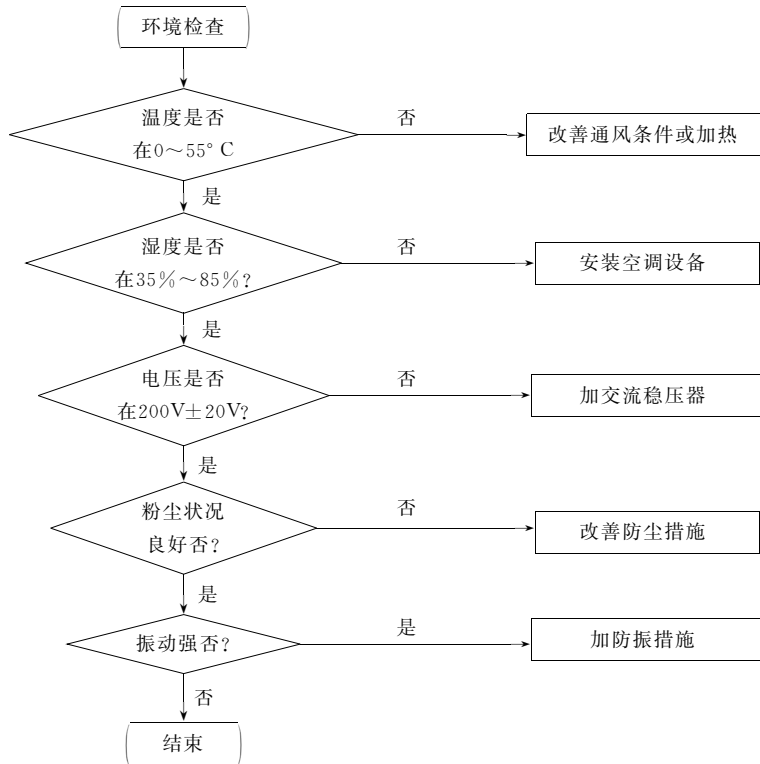 环境检查
温度是否
在0～55° C
否
改善通风条件或加热
是
湿度是否
在35%～85%?
否
安装空调设备
是
电压是否
在200V±20V?
否
加交流稳压器
是
粉尘状况
良好否?
否
改善防尘措施
是
振动强否?
是
加防振措施
否
结束